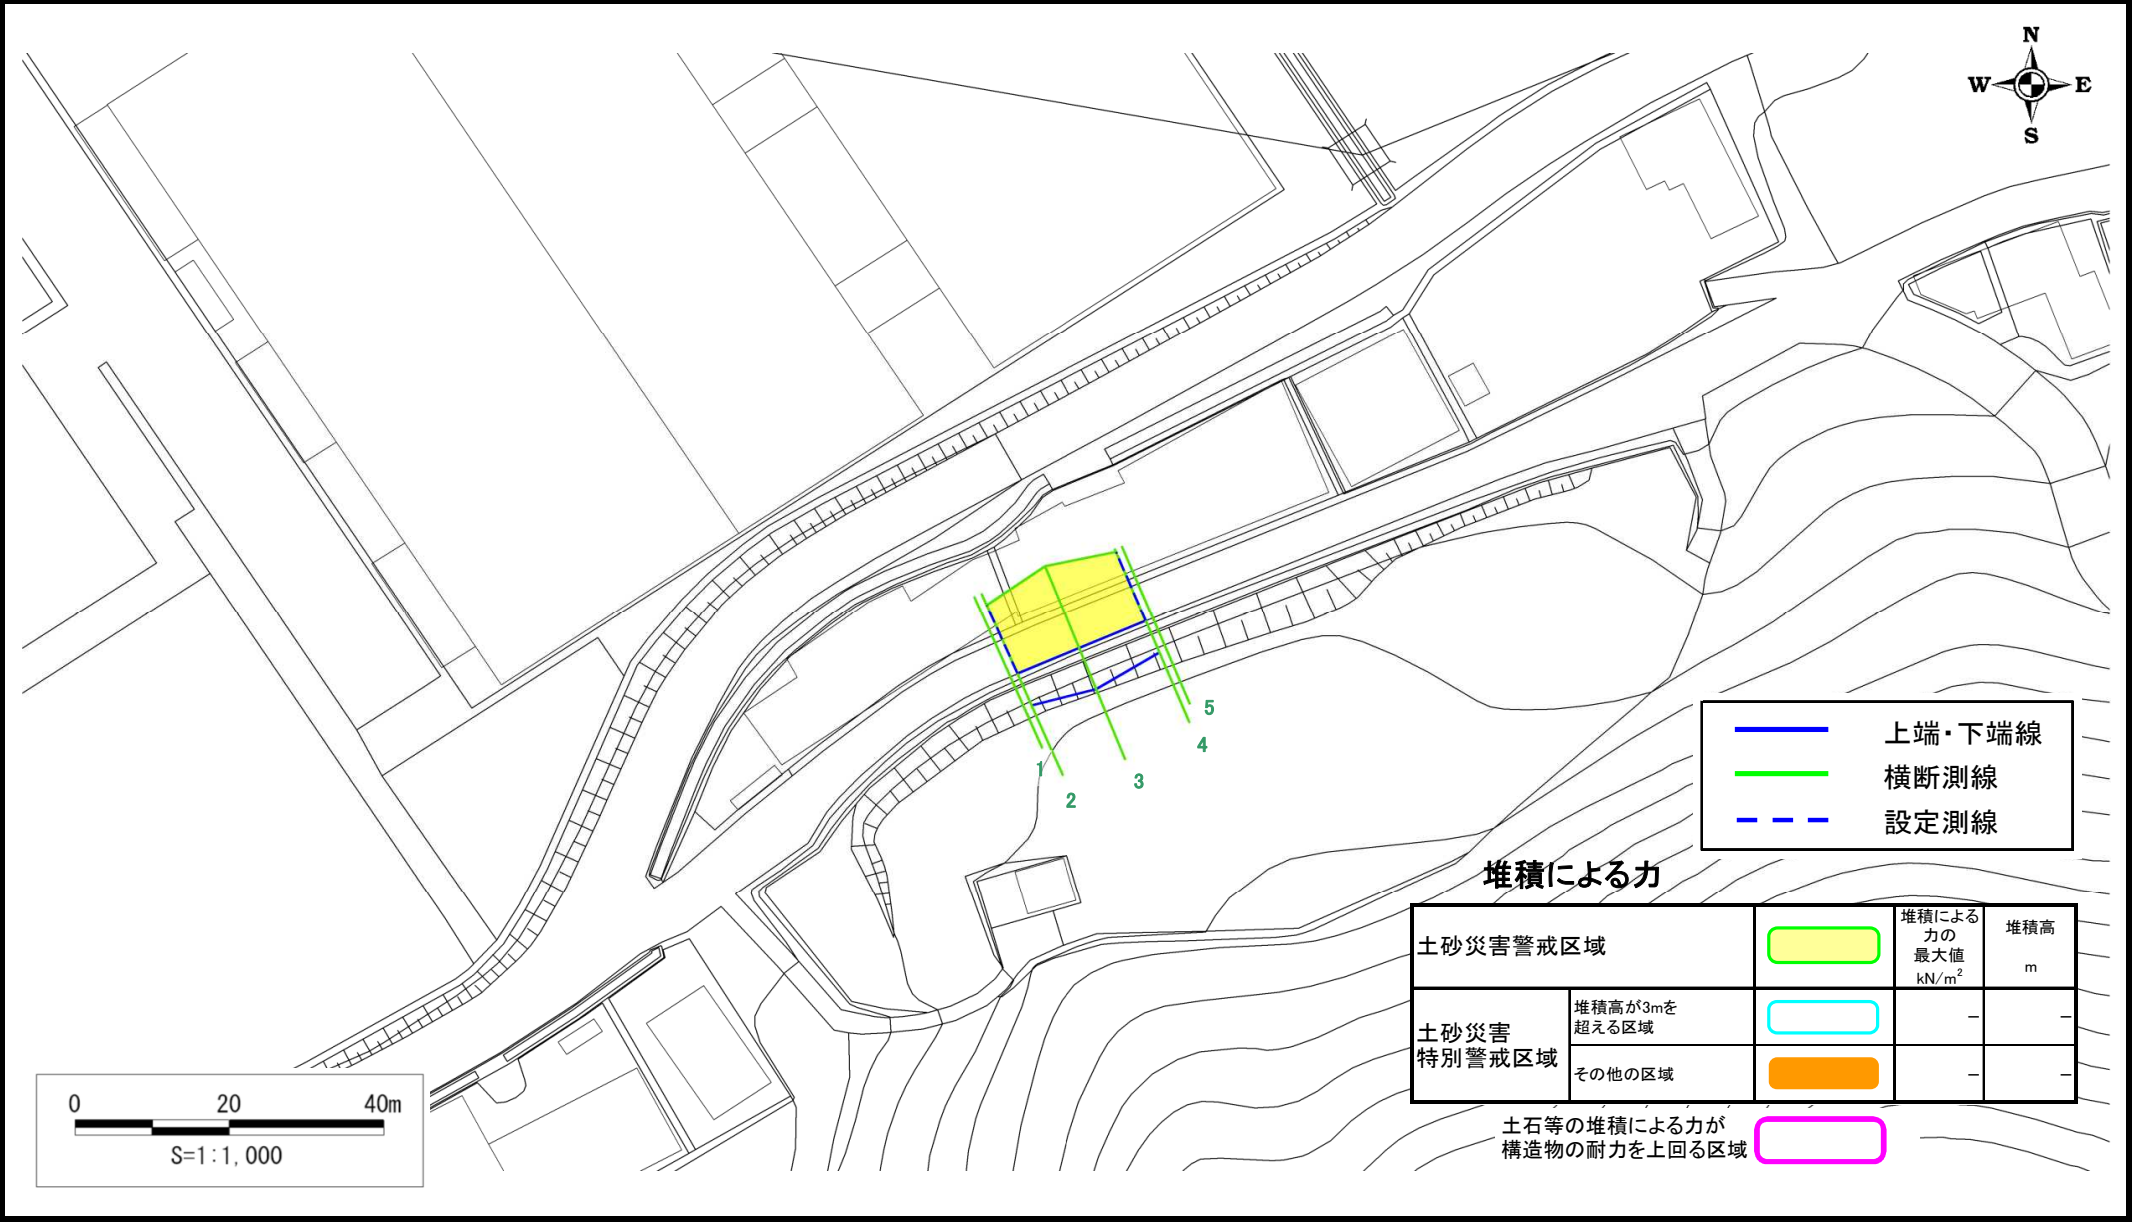 N
W E
S
1
2
3
4
5
上端・下端線
横断測線
設定測線
堆積による力
土砂災害警戒区域
堆積による
力の
最大値
kN/m²
堆積高
m
土砂災害
特別警戒区域
堆積高が3mを
超える区域
－ －
その他の区域
－ －
土石等の堆積による力が
構造物の耐力を上回る区域
0 20 40m
S=1:1,000